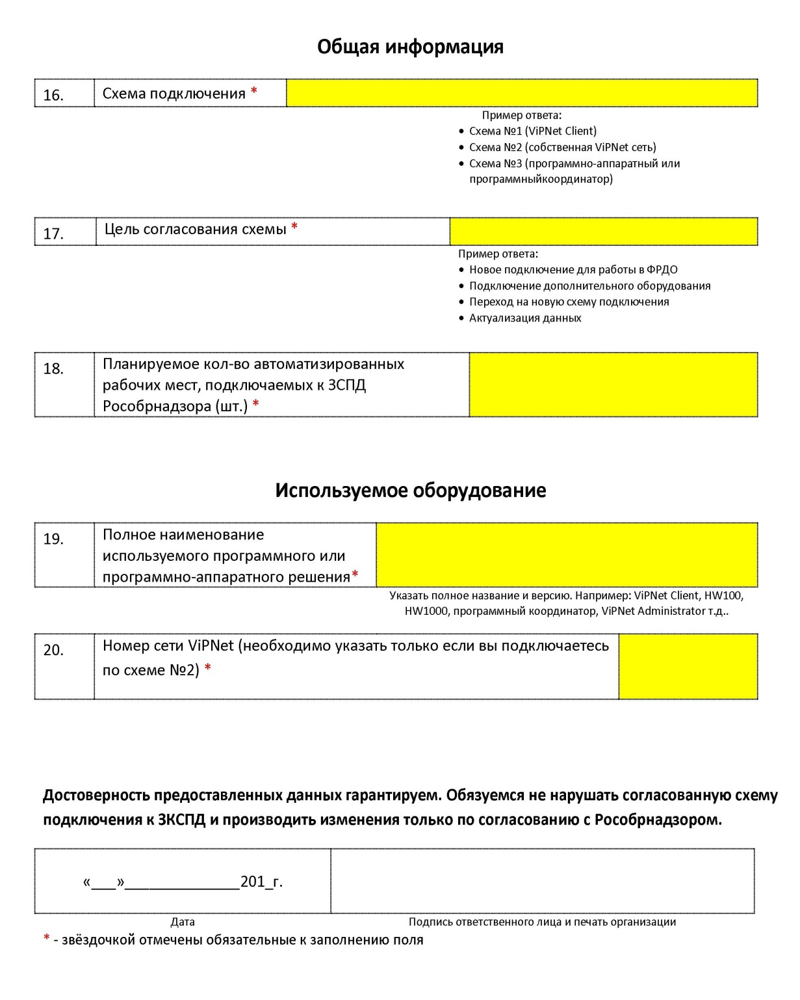 Общая информация
16.
Схема подключения *
Пример ответа:
• Схема №1 (ViPNet Client)
• Схема №2 (собственная ViPNet сеть)
• Схема №3 (программно-аппаратный или
программныйкоординатор)
17.
Цель согласования схемы *
Пример ответа:
• Новое подключение для работы в ФРДО
• Подключение дополнительного оборудования
• Переход на новую схему подключения
• Актуализация данных
18.
Планируемое кол-во автоматизированных
рабочих мест, подключаемых к ЗСПД
Рособрнадзора (шт.) *
Используемое оборудование
19.
Полное наименование
используемого программного или
программно-аппаратного решения*
Указать полное название и версию. Например: ViPNet Client, HW100,
HW1000, программный координатор, ViPNet Administrator т.д..
20.
Номер сети ViPNet (необходимо указать только если вы подключаетесь
по схеме №2) *
Достоверность предоставленных данных гарантируем. Обязуемся не нарушать согласованную схему
подключения к ЗКСПД и производить изменения только по согласованию с Рособрнадзором.
«___»______________201_г.
Дата
Подпись ответственного лица и печать организации
* - звёздочкой отмечены обязательные к заполнению поля